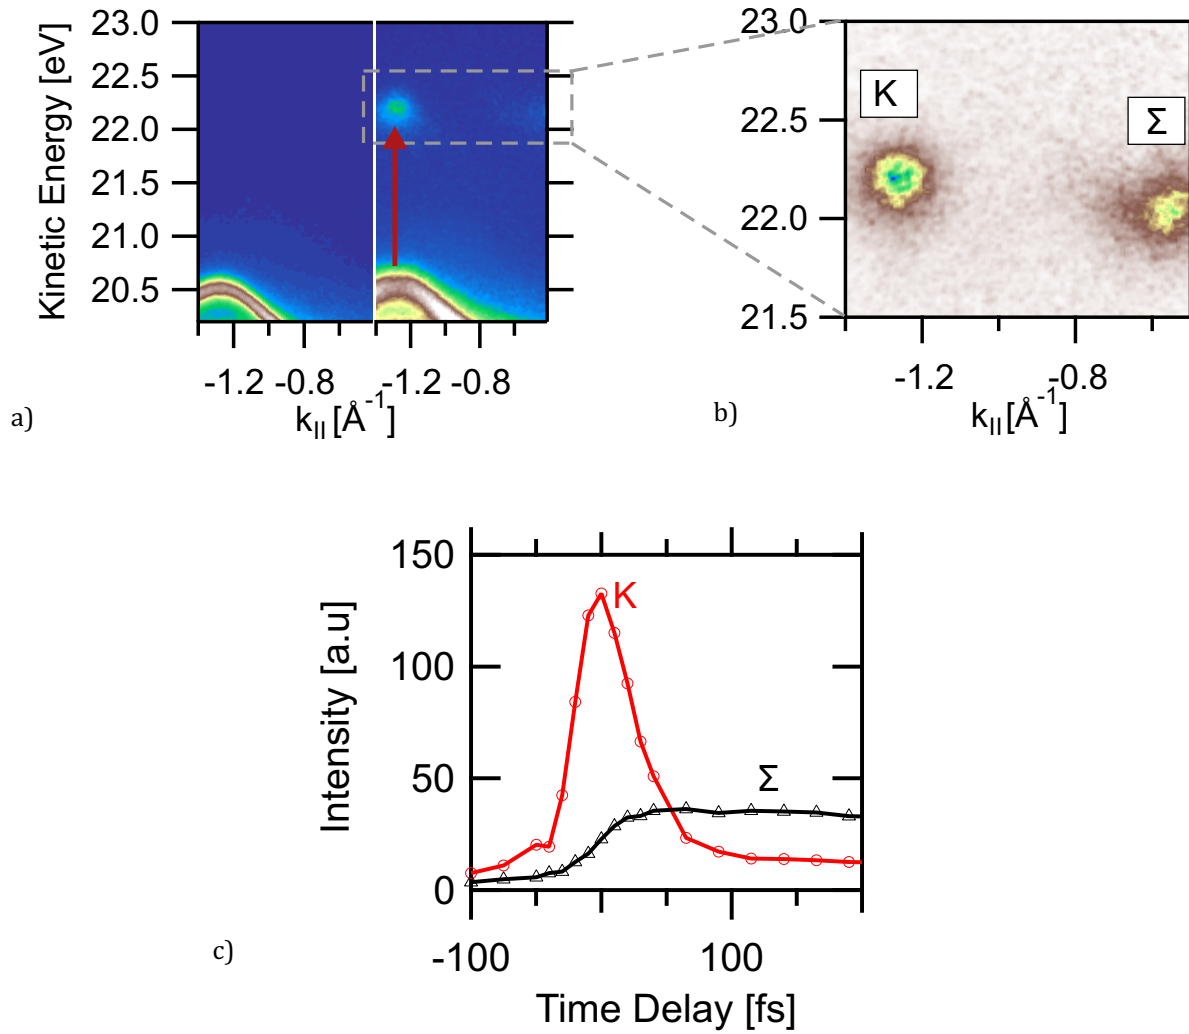 Kinetic Energy [eV]
23.0
22.5
22.0
21.5
21.0
20.5
-1.2 -0.8
-1.2 -0.8
k|| [Å-1]
a)
23.0
22.5
22.0
21.5
K
Σ
-1.2
-0.8
k|| [Å-1]
b)
Intensity [a.u]
150
100
50
0
K
Σ
-100
100
Time Delay [fs]
c)